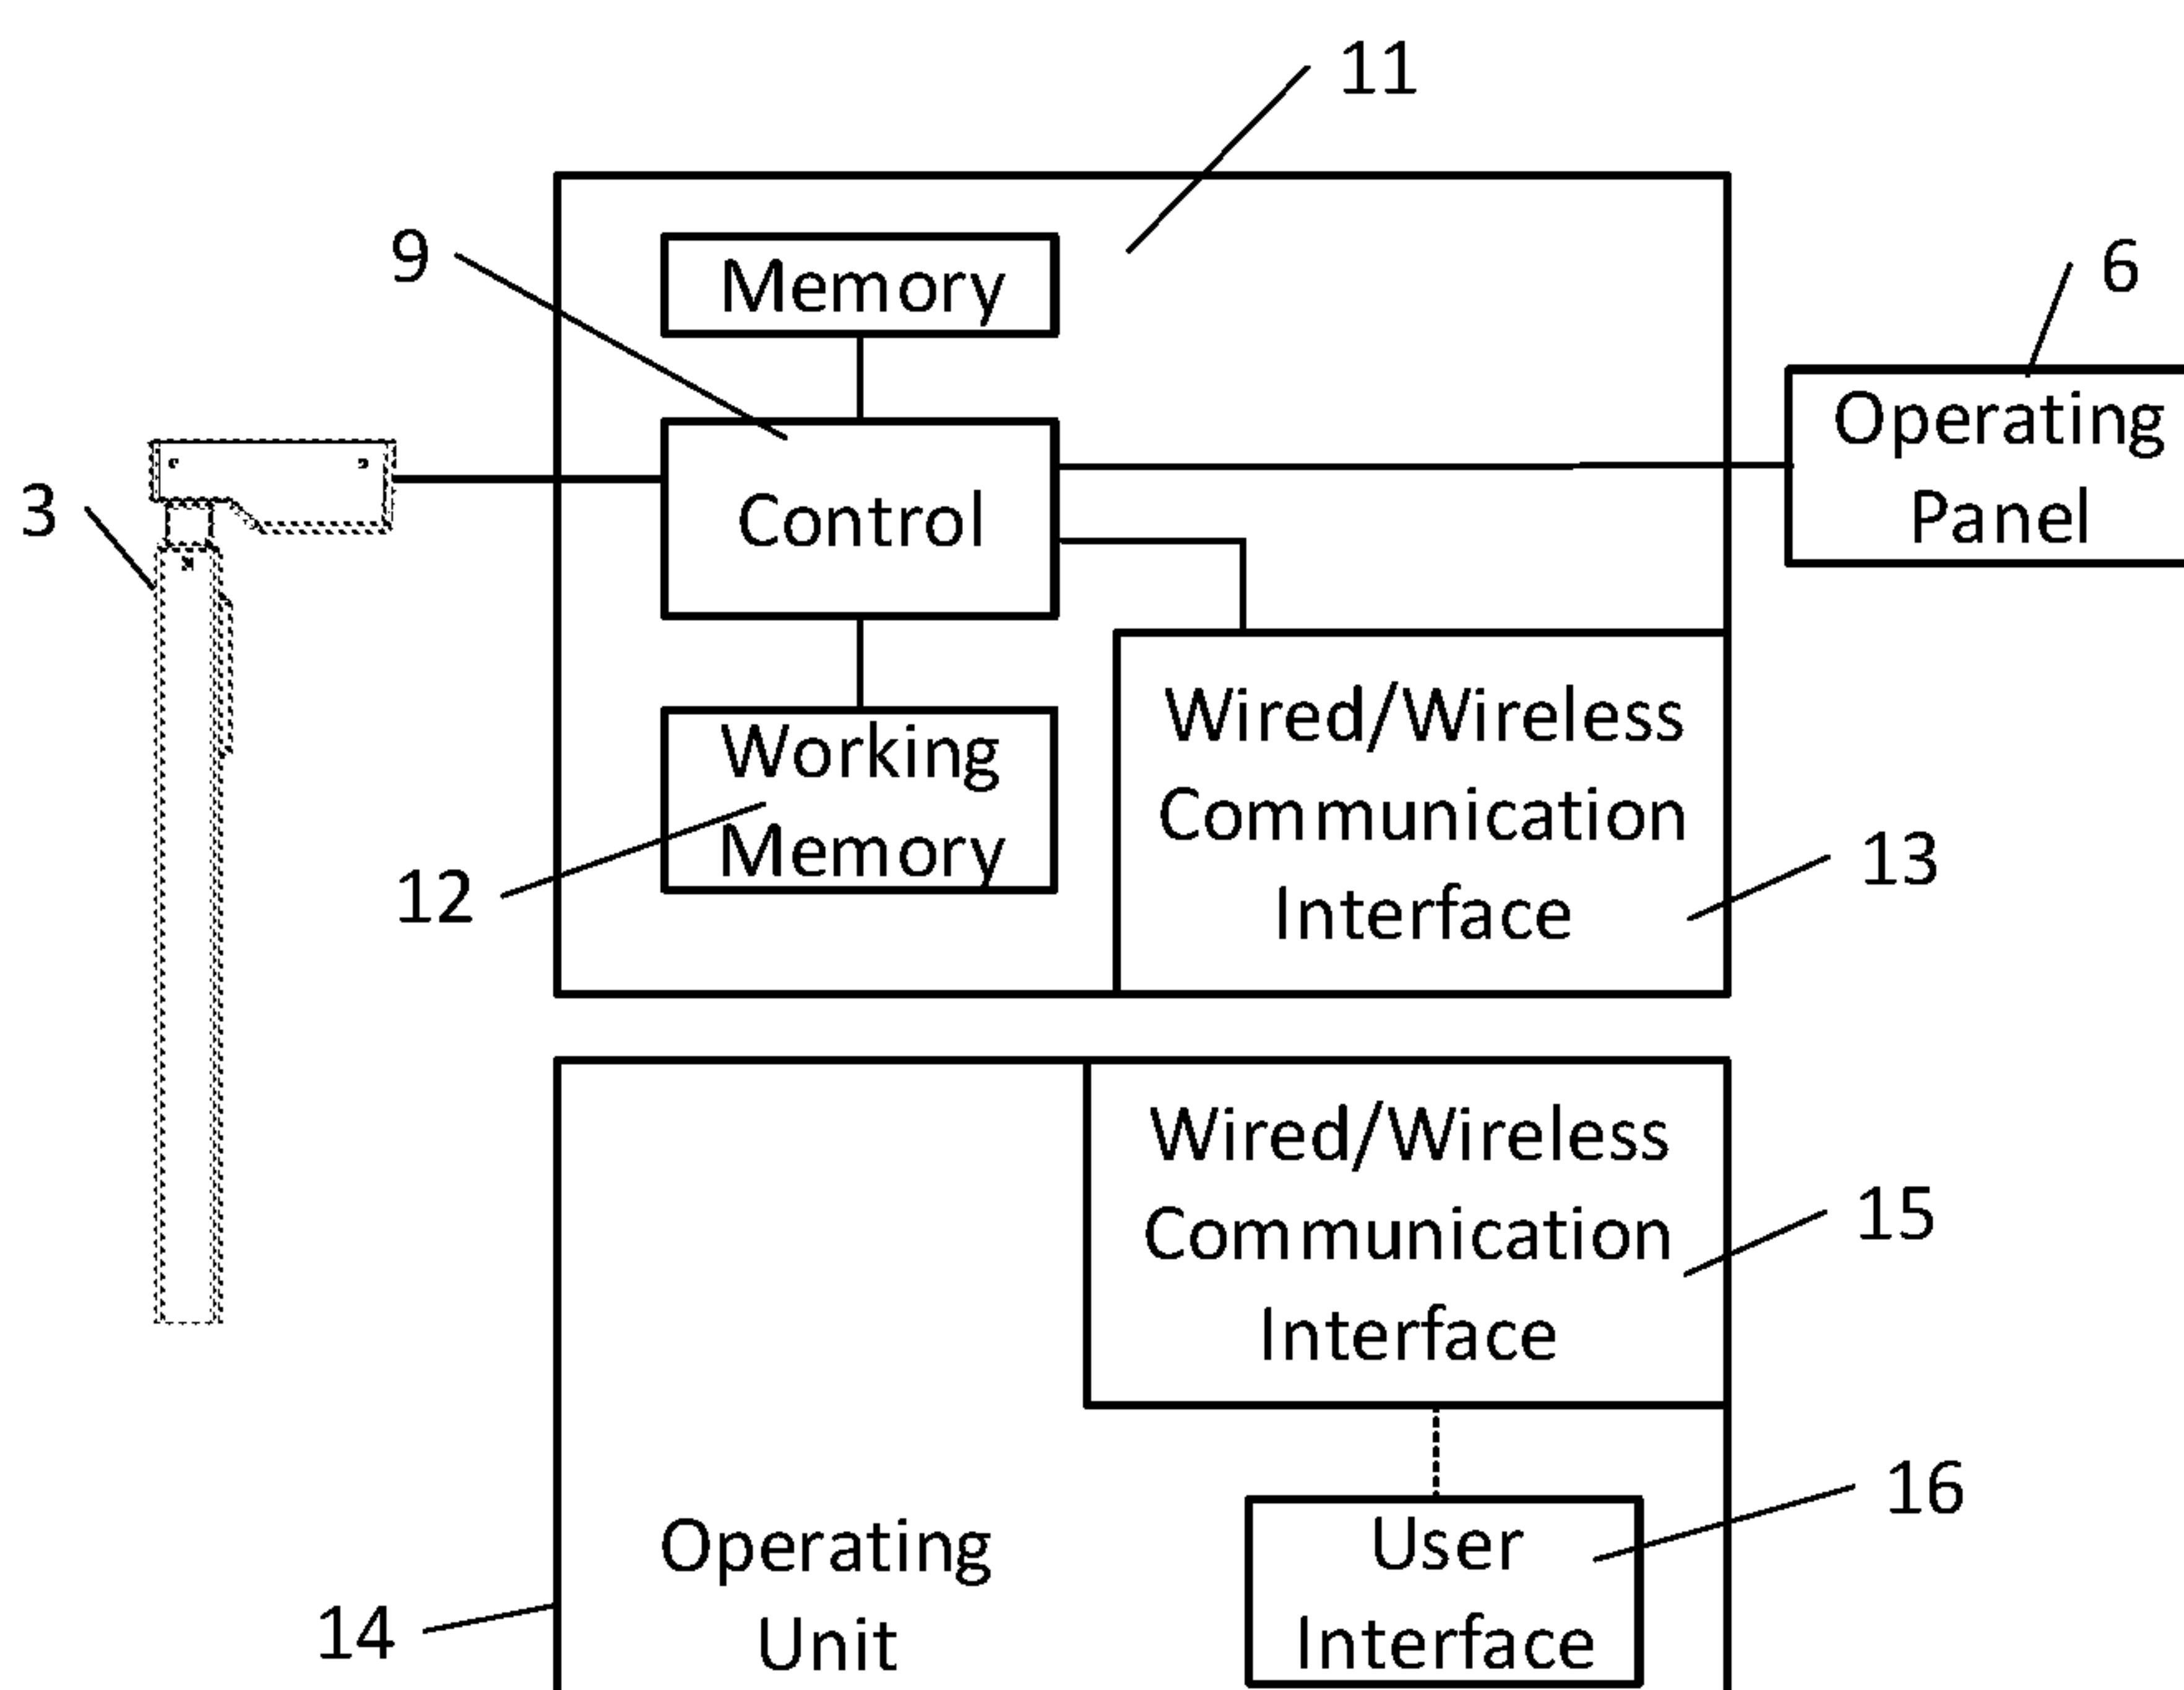 11
9
Memory
6
Operating
Panel
3
Control
Wired/Wireless
Communication
Interface
Working
Memory
12
13
Wired/Wireless
Communication
Interface
15
16
Operating
Unit
User
Interface
14